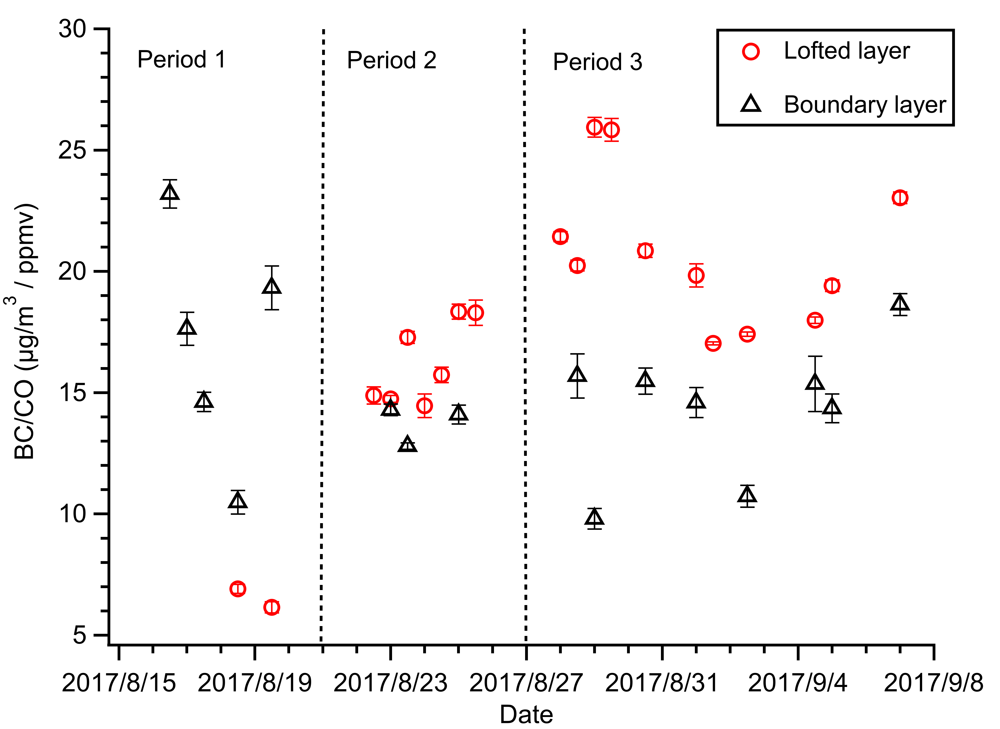 30
25
20
15
10
5
BC/CO (µg/m³ / ppmv)
Period 1
Period 2
Period 3
Lofted layer
Boundary layer
2017/8/15
2017/8/19
2017/8/23
2017/8/27
2017/8/31
2017/9/4
2017/9/8
Date